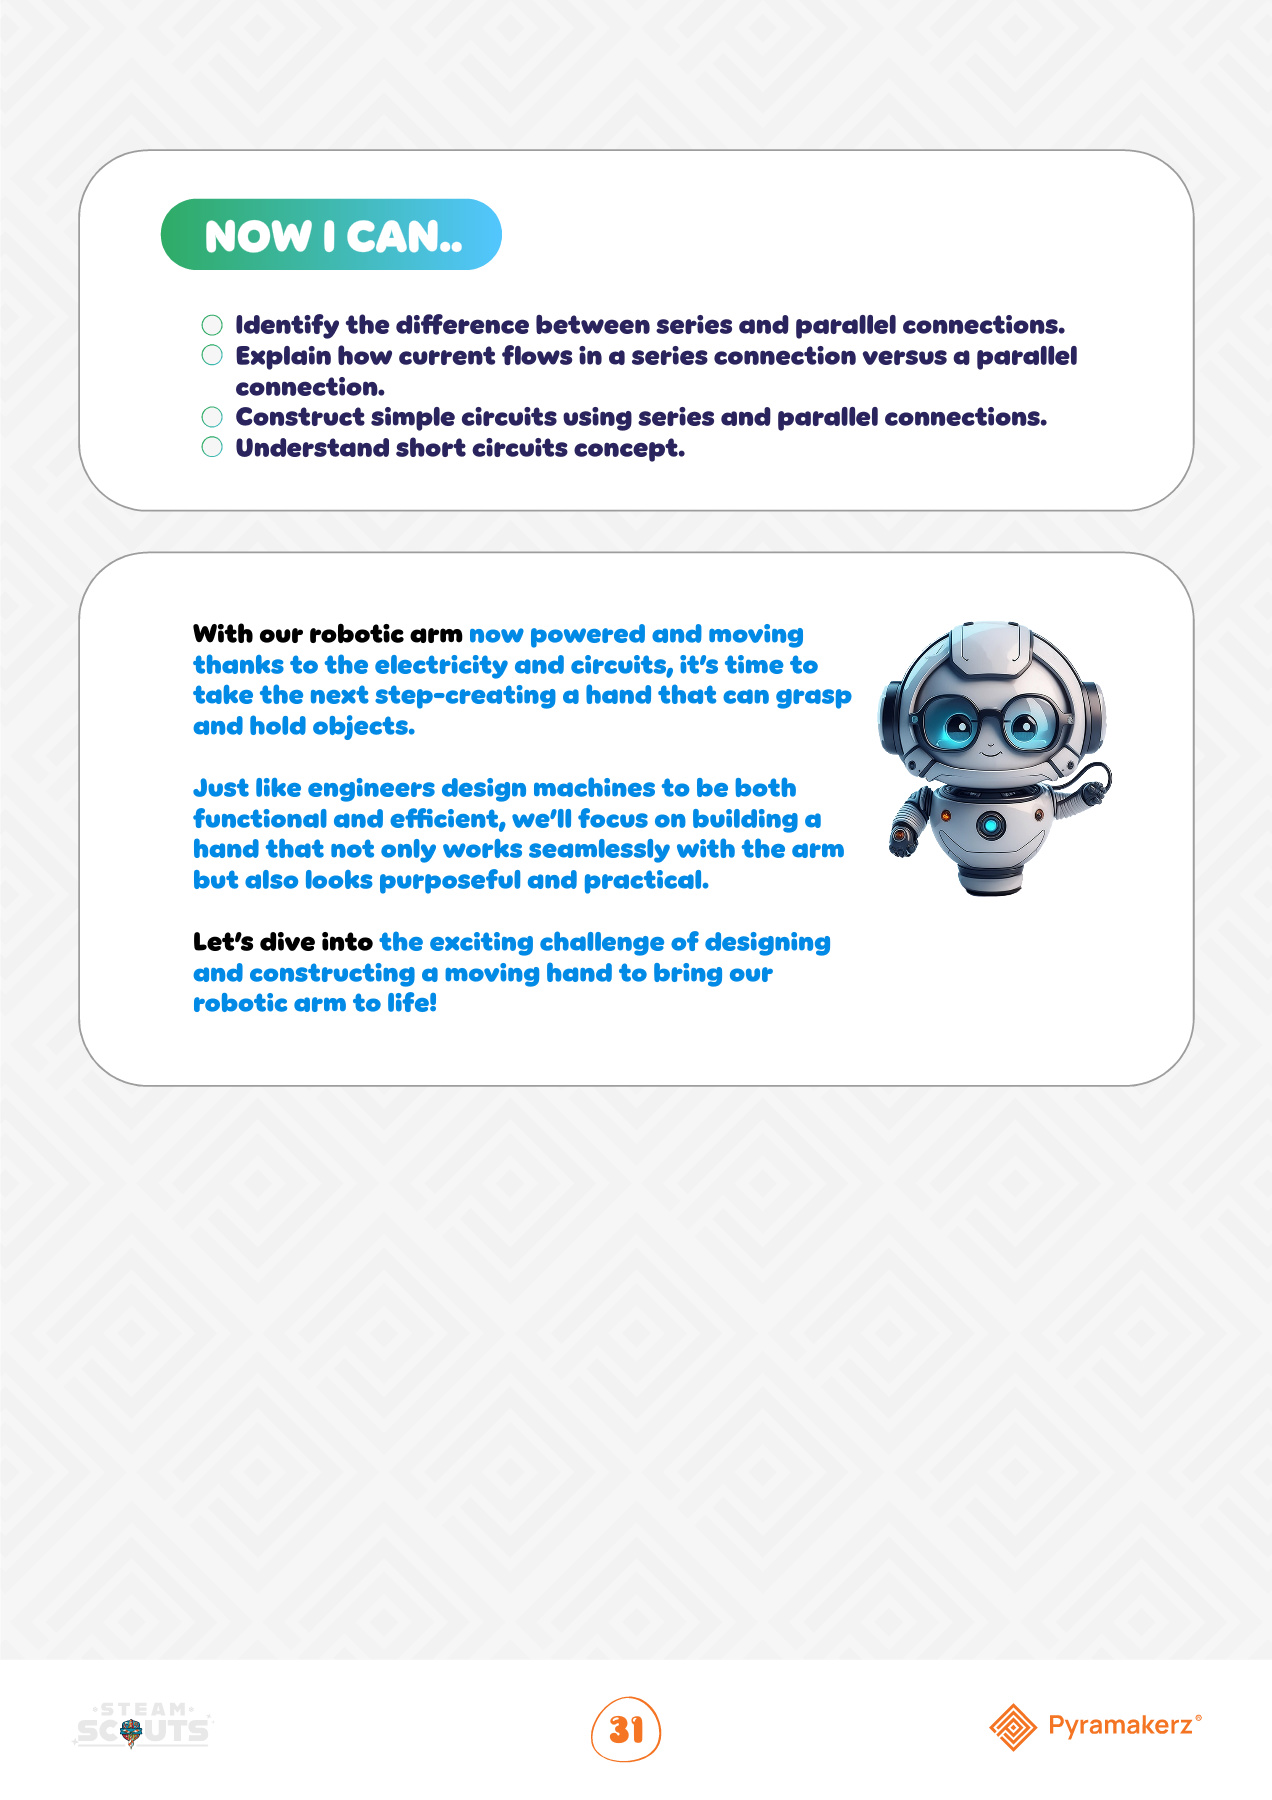 NOW I CAN..
Identify the difference between series and parallel connections.
Explain how current flows in a series connection versus a parallel
connection.
Construct simple circuits using series and parallel connections.
Understand short circuits concept.
With our robotic arm now powered and moving
thanks to the electricity and circuits, it's time to
take the next step-creating a hand that can grasp
and hold objects.
Just like engineers design machines to be both
functional and efficient, we'll focus on building a
hand that not only works seamlessly with the arm
but also looks purposeful and practical.
Let's dive into the exciting challenge of designing
and constructing a moving hand to bring our
robotic arm to life!
STEAM
SCOUTS
31
Pyramakerz®